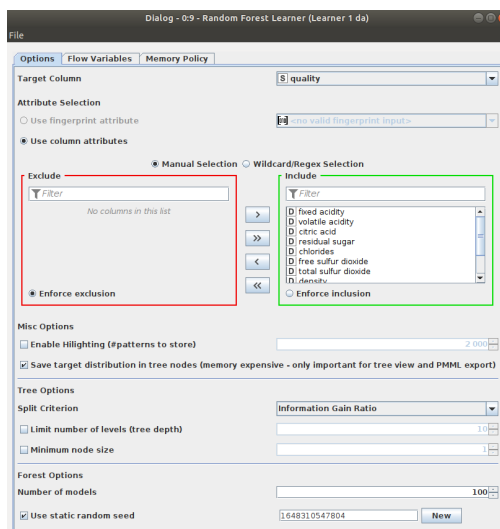 Dialog - 0:9 - Random Forest Learner (Learner 1 da)
File
Options Flow Variables Memory Policy
Target Column S quality
Attribute Selection
Use fingerprint attribute <no valid fingerprint input>
Use column attributes
Manual Selection Wildcard/Regex Selection
Exclude Include
Filter Filter
No columns in this list
D fixed acidity
D volatile acidity
D citric acid
D residual sugar
D chlorides
D free sulfur dioxide
D total sulfur dioxide
D density
>
>>
<
<<
Enforce exclusion Enforce inclusion
Misc Options
Enable Hilighting (#patterns to store) 2 000
Save target distribution in tree nodes (memory expensive - only important for tree view and PMML export)
Tree Options
Split Criterion Information Gain Ratio
Limit number of levels (tree depth) 10
Minimum node size 1
Forest Options
Number of models 100
Use static random seed 1648310547804 New